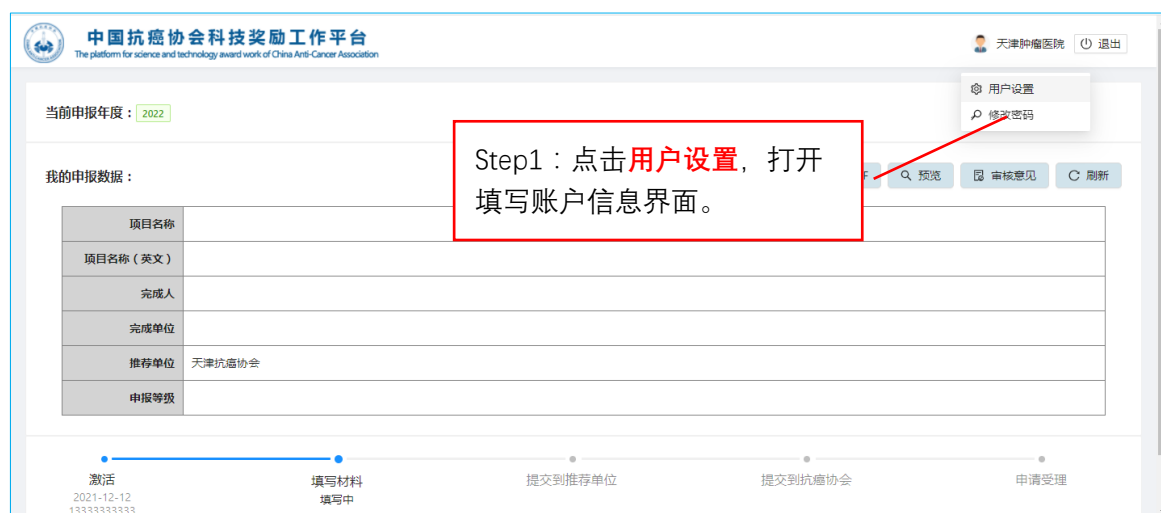 中国抗癌协会科技奖励工作平台
The platform for science and technology award work of China Anti-Cancer Association
天津肿瘤医院 退出
用户设置
修改密码
当前申报年度：2022
Step1：点击用户设置，打开
填写账户信息界面。
我的申报数据：
预览 审核意见 刷新
项目名称
项目名称（英文）
完成人
完成单位
推荐单位 天津抗癌协会
申报等级
激活 填写材料 提交到推荐单位 提交到抗癌协会 申请受理
2021-12-12 填写中
13333333333